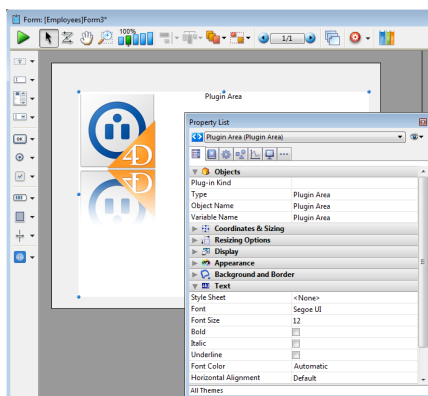 Form: [Employees]Form3*
100%
1/1
Plugin Area
4D
Property List
Plugin Area (Plugin Area)
Objects
Plug-in Kind
Type Plugin Area
Object Name Plugin Area
Variable Name Plugin Area
Coordinates & Sizing
Resizing Options
Display
Appearance
Background and Border
Text
Style Sheet <None>
Font Segoe UI
Font Size 12
Bold
Italic
Underline
Font Color Automatic
Horizontal Alignment Default
All Themes